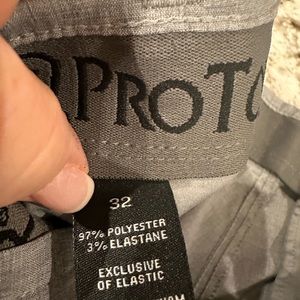 PROTO
32
97% POLYESTER
3% ELASTANE
EXCLUSIVE
OF ELASTIC